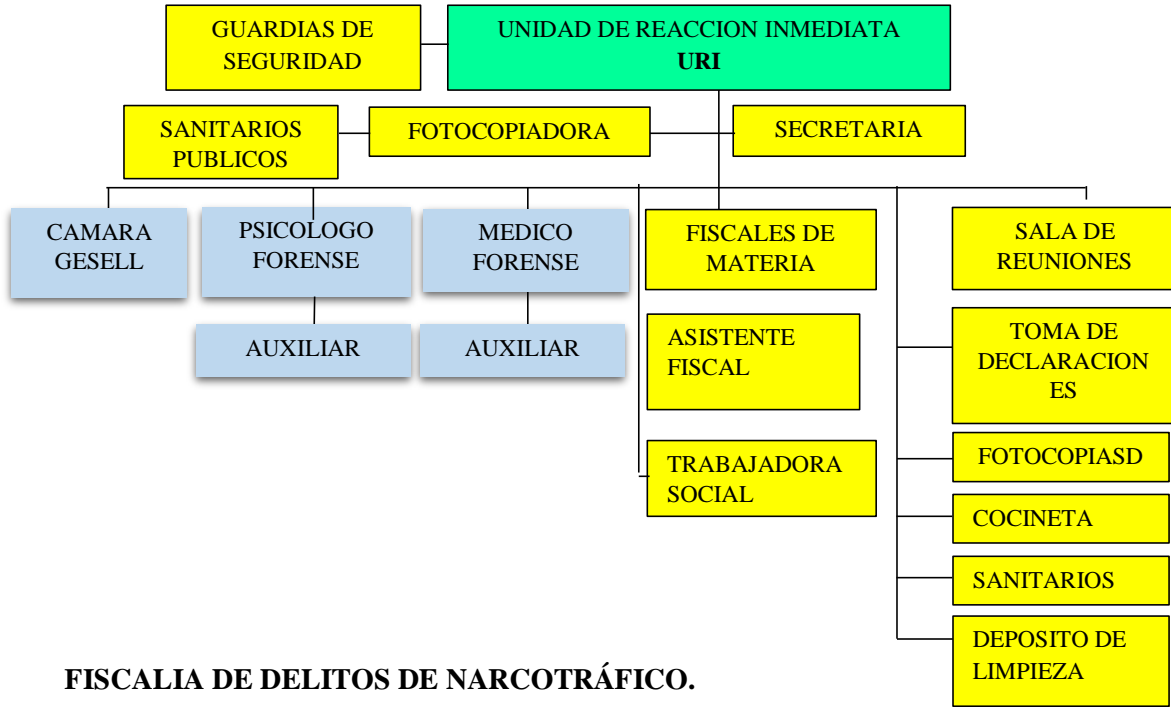 GUARDIAS DE
SEGURIDAD
UNIDAD DE REACCION INMEDIATA
URI
SANITARIOS
PUBLICOS
FOTOCOPIADORA
SECRETARIA
CAMARA
GESELL
PSICOLOGO
FORENSE
MEDICO
FORENSE
FISCALES DE
MATERIA
SALA DE
REUNIONES
AUXILIAR
AUXILIAR
ASISTENTE
FISCAL
TOMA DE
DECLARACION
ES
TRABAJADORA
SOCIAL
FOTOCOPIASD
COCINETA
SANITARIOS
DEPOSITO DE
LIMPIEZA
FISCALIA DE DELITOS DE NARCOTRÁFICO.